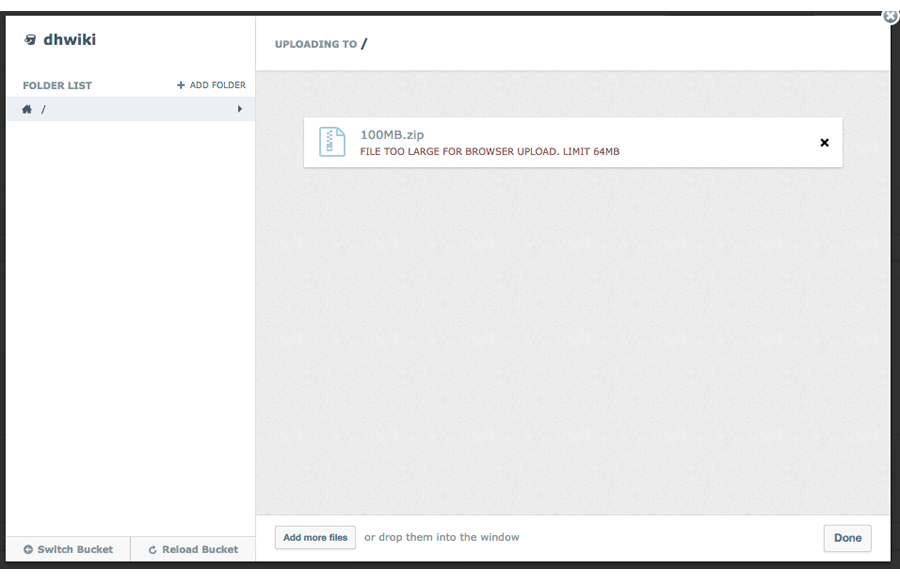 dhwiki
FOLDER LIST
+ ADD FOLDER
/
UPLOADING TO /
100MB.zip
FILE TOO LARGE FOR BROWSER UPLOAD. LIMIT 64MB
Switch Bucket
Reload Bucket
Add more files
or drop them into the window
Done